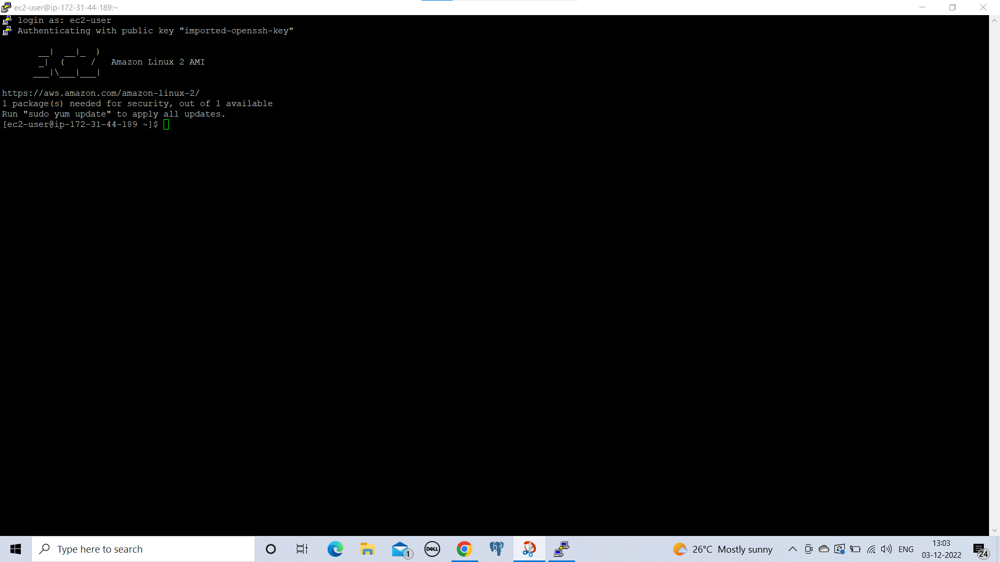 ec2-user@ip-172-31-44-189:~
login as: ec2-user
Authenticating with public key "imported-openssh-key"
       __|  __|_  )
       _|  (     /   Amazon Linux 2 AMI
      ___|\___|___|
https://aws.amazon.com/amazon-linux-2/
1 package(s) needed for security, out of 1 available
Run "sudo yum update" to apply all updates.
[ec2-user@ip-172-31-44-189 ~]$
Type here to search
1
DELL
26°C Mostly sunny
ENG
13:03
03-12-2022
24